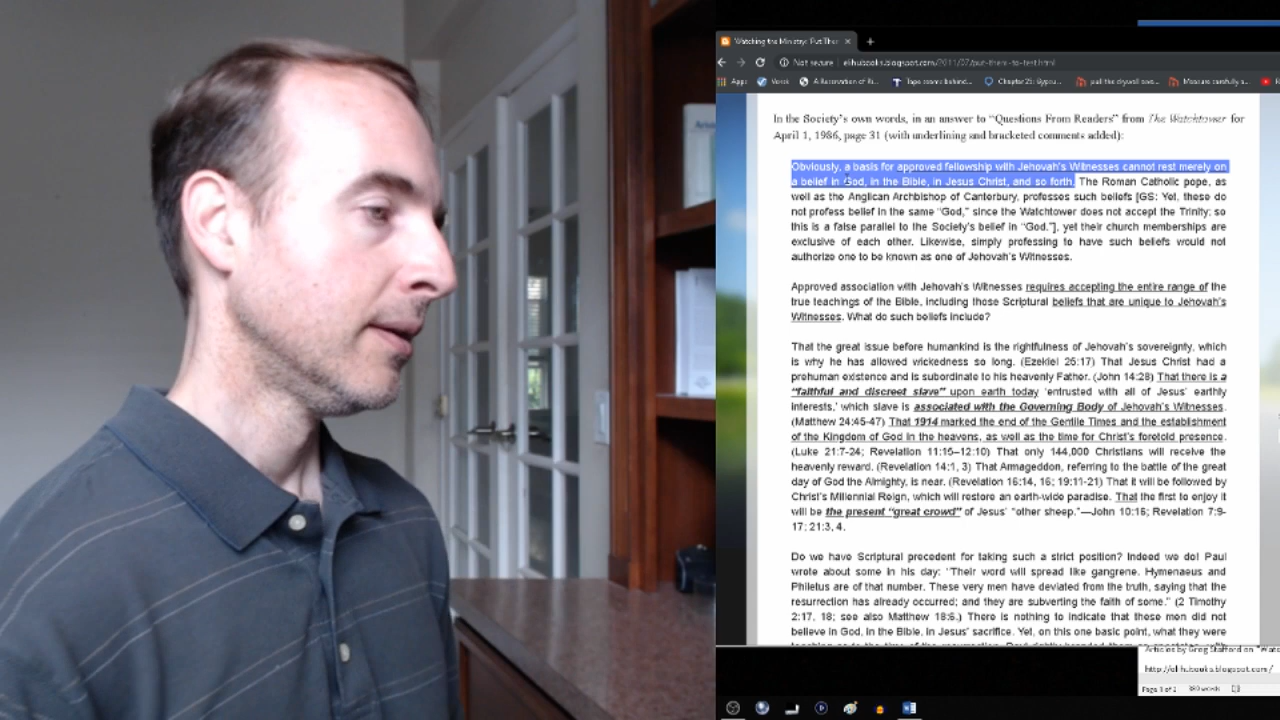 Watching the Ministry: Put Ther
Not secure | elihubooks.blogspot.com/2011/07/put-them-to-test.html
Apps A Reservation of Ri... Tape seams behind... Chapter 25: Gypsu... Measure carefully a...
In the Society's own words, in an answer to "Questions From Readers" from The Watchtower for
April 1, 1986, page 31 (with underlining and bracketed comments added):
Obviously, a basis for approved fellowship with Jehovah's Witnesses cannot rest merely on
a belief in God, in the Bible, in Jesus Christ, and so forth. The Roman Catholic pope, as
well as the Anglican Archbishop of Canterbury, professes such beliefs [GS: Yet, these do
not profess belief in the same "God," since the Watchtower does not accept the Trinity; so
this is a false parallel to the Society's belief in "God."], yet their church memberships are
exclusive of each other. Likewise, simply professing to have such beliefs would not
authorize one to be known as one of Jehovah's Witnesses.
Approved association with Jehovah's Witnesses requires accepting the entire range of the
true teachings of the Bible, including those Scriptural beliefs that are unique to Jehovah's
Witnesses. What do such beliefs include?
That the great issue before humankind is the rightfulness of Jehovah's sovereignty, which
is why he has allowed wickedness so long. (Ezekiel 25:17) That Jesus Christ had a
prehuman existence and is subordinate to his heavenly Father. (John 14:28) That there is a
"faithful and discreet slave" upon earth today 'entrusted with all of Jesus' earthly
interests,' which slave is associated with the Governing Body of Jehovah's Witnesses.
(Matthew 24:45-47) That 1914 marked the end of the Gentile Times and the establishment
of the Kingdom of God in the heavens, as well as the time for Christ's foretold presence.
(Luke 21:7-24; Revelation 11:15–12:10) That only 144,000 Christians will receive the
heavenly reward. (Revelation 14:1, 3) That Armageddon, referring to the battle of the great
day of God the Almighty, is near. (Revelation 16:14, 16; 19:11-21) That it will be followed by
Christ's Millennial Reign, which will restore an earth-wide paradise. That the first to enjoy it
will be the present "great crowd" of Jesus' "other sheep."—John 10:16; Revelation 7:9-
17; 21:3, 4.
Do we have Scriptural precedent for taking such a strict position? Indeed we do! Paul
wrote about some in his day: "Their word will spread like gangrene. Hymenaeus and
Philetus are of that number. These very men have deviated from the truth, saying that the
resurrection has already occurred; and they are subverting the faith of some." (2 Timothy
2:17, 18; see also Matthew 18:6.) There is nothing to indicate that these men did not
believe in God, in the Bible, in Jesus' sacrifice. Yet, on this one basic point, what they were
Articles by Greg Stafford on "Watc
http://elihubooks.blogspot.com/
Page 1 of 2 words